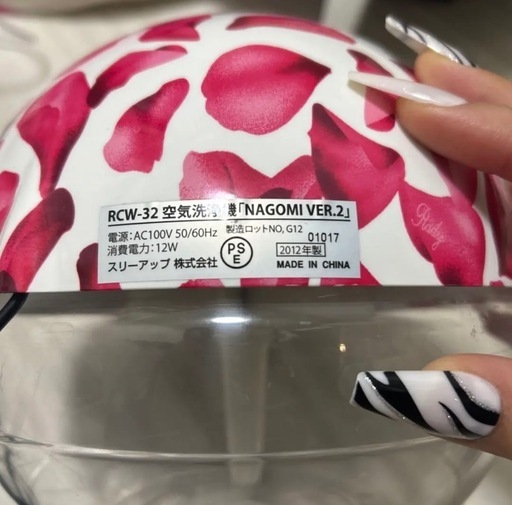 RCW-32 空気洗浄機「NAGOMI VER.2」
電源:AC100V 50/60Hz 製造ロットNO,G12
消費電力:12W 01017
スリーアップ 株式会社 PSE 2012年製
MADE IN CHINA
Rady